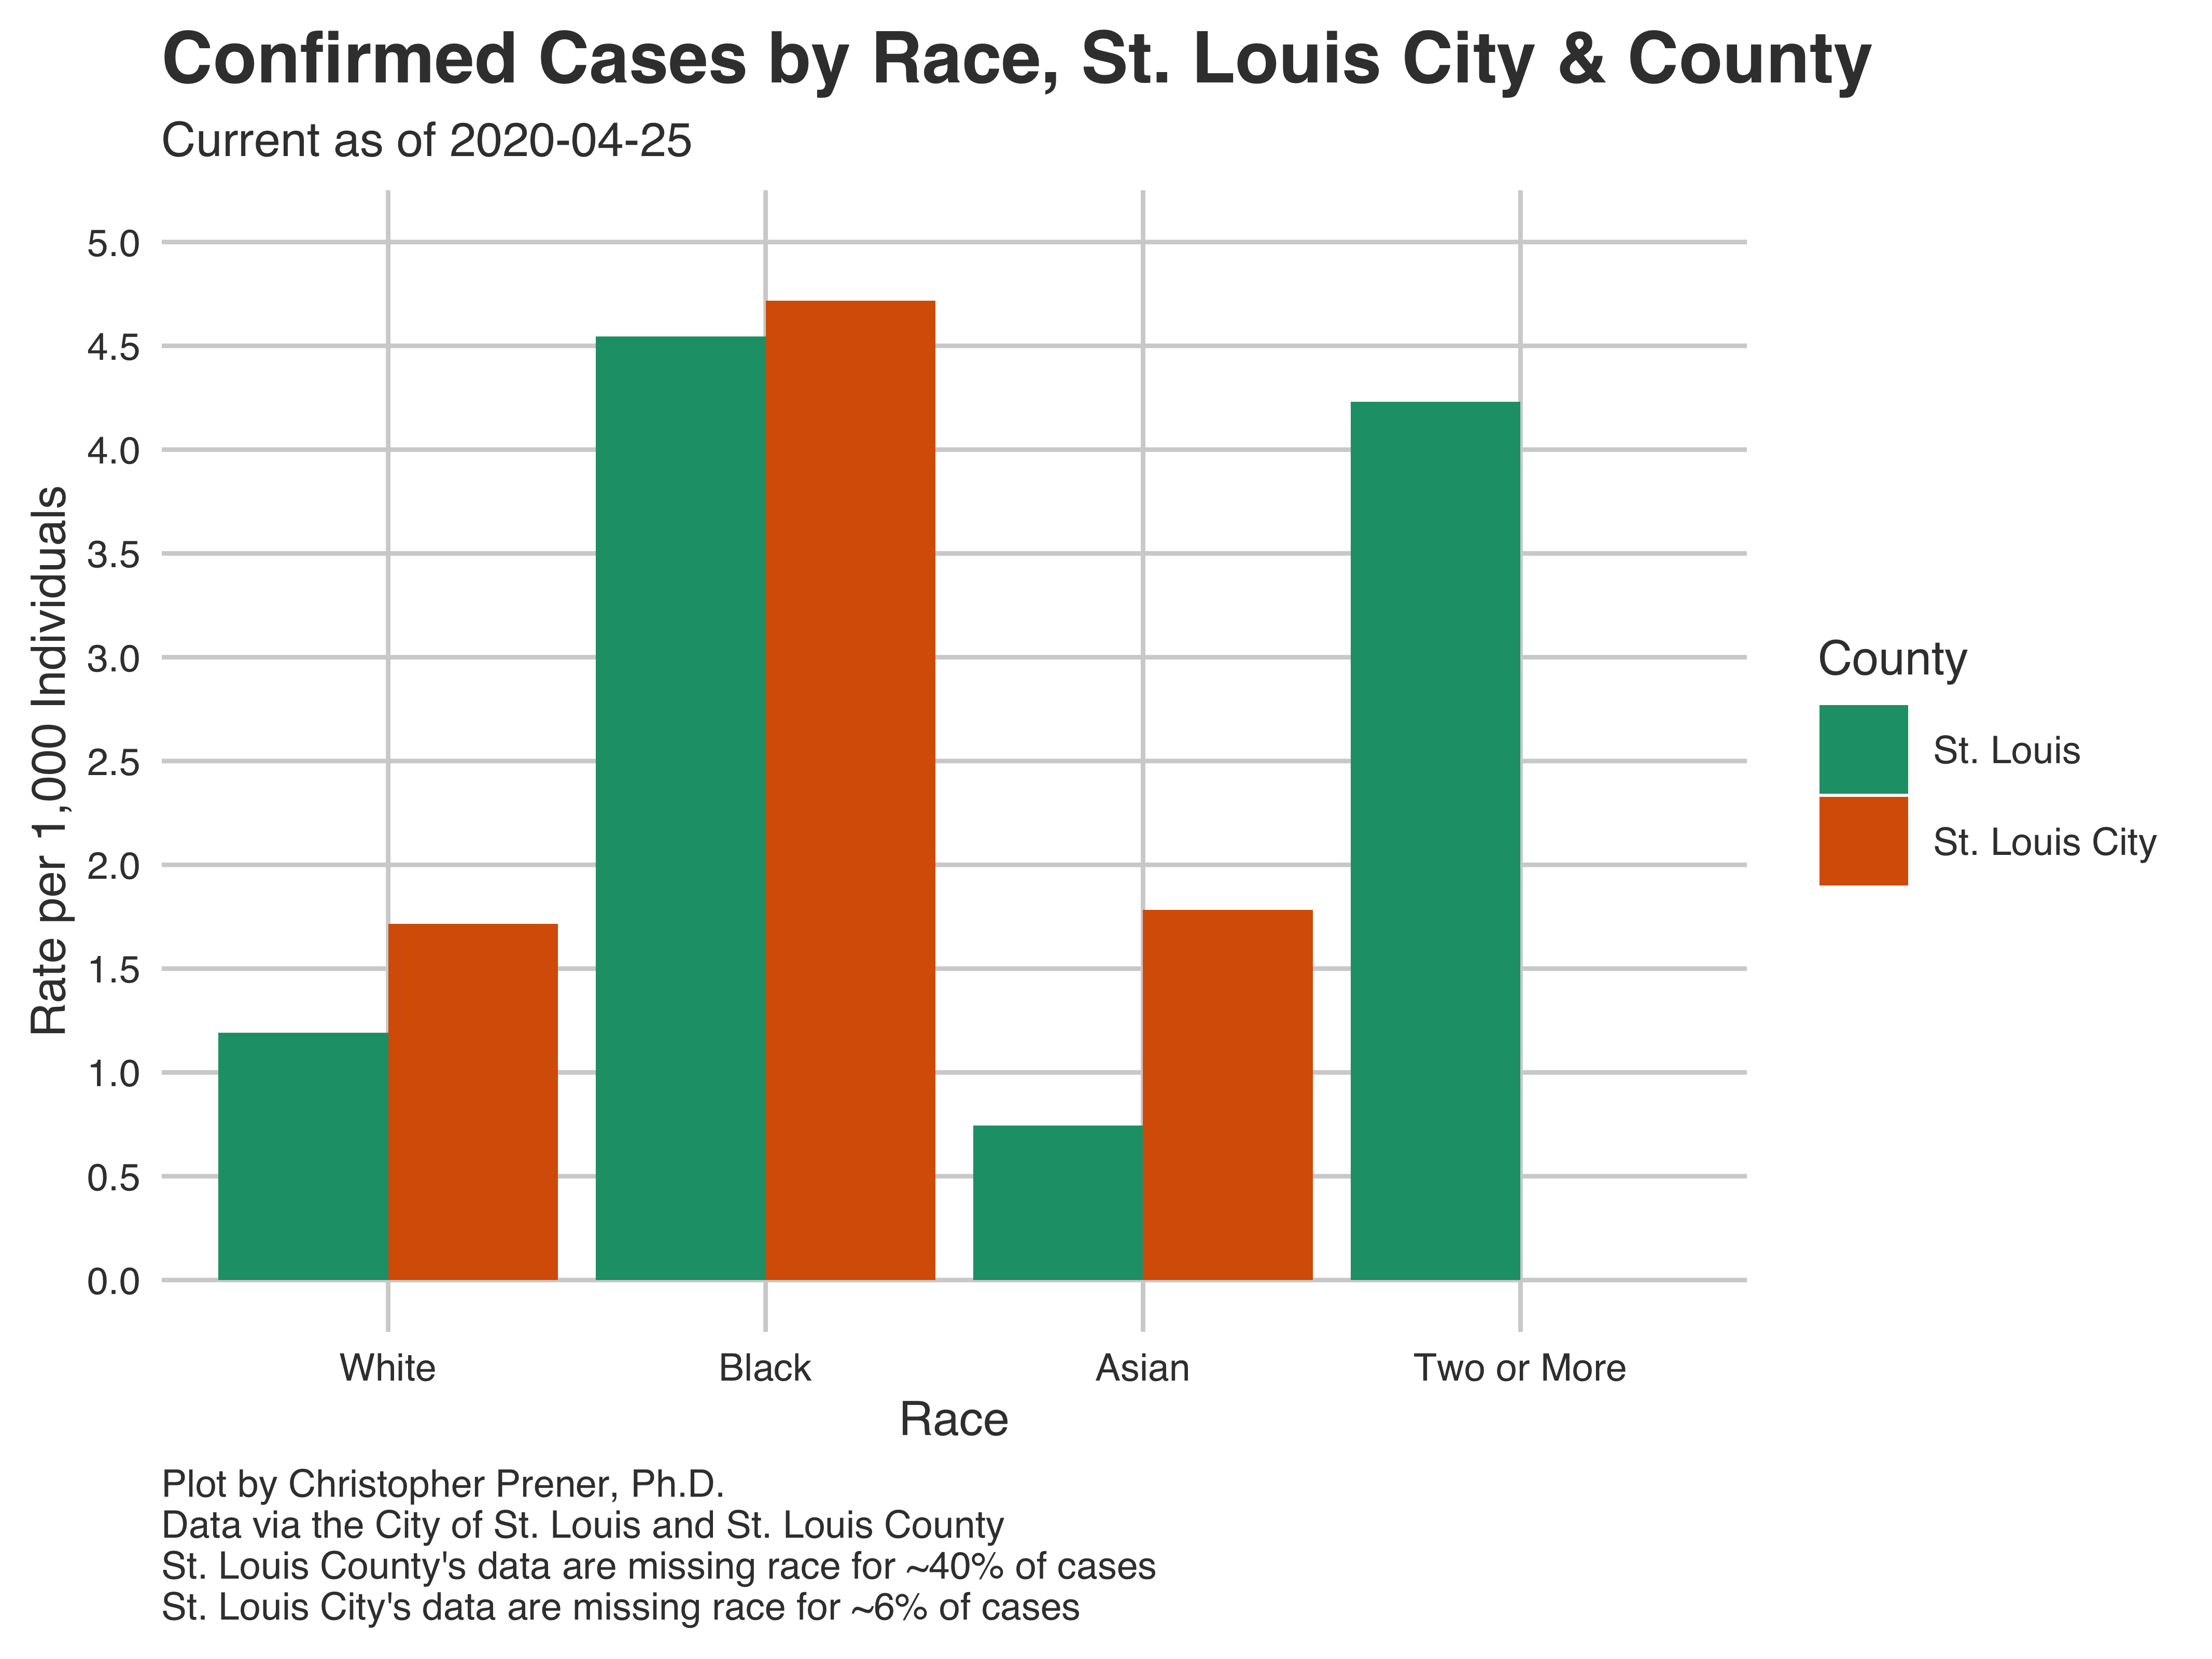 Confirmed Cases by Race, St. Louis City & County
Current as of 2020-04-25
5.0
4.5
4.0
3.5
3.0
2.5
2.0
1.5
1.0
0.5
0.0
Rate per 1,000 Individuals
White
Black
Asian
Two or More
Race
County
St. Louis
St. Louis City
Plot by Christopher Prener, Ph.D.
Data via the City of St. Louis and St. Louis County
St. Louis County's data are missing race for ~40% of cases
St. Louis City's data are missing race for ~6% of cases